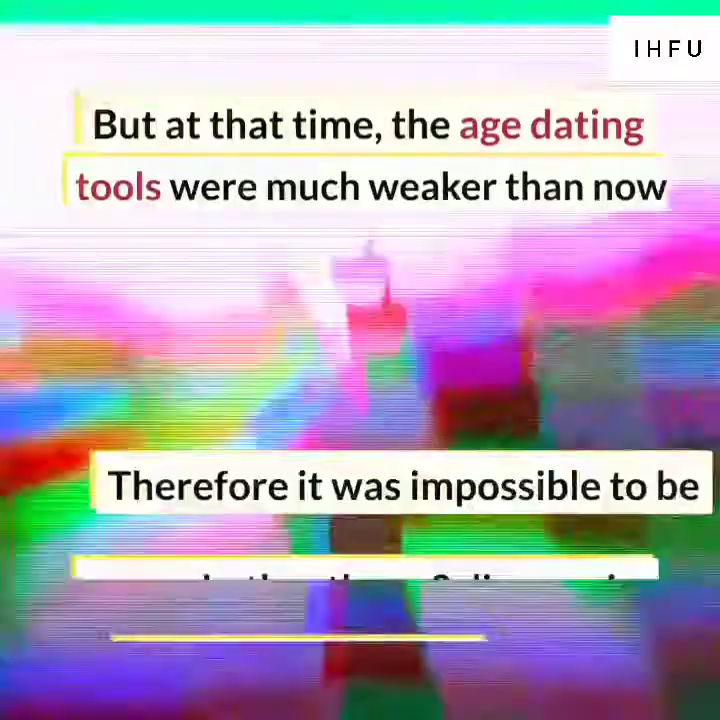 IHFU
But at that time, the age dating
tools were much weaker than now
Therefore it was impossible to be